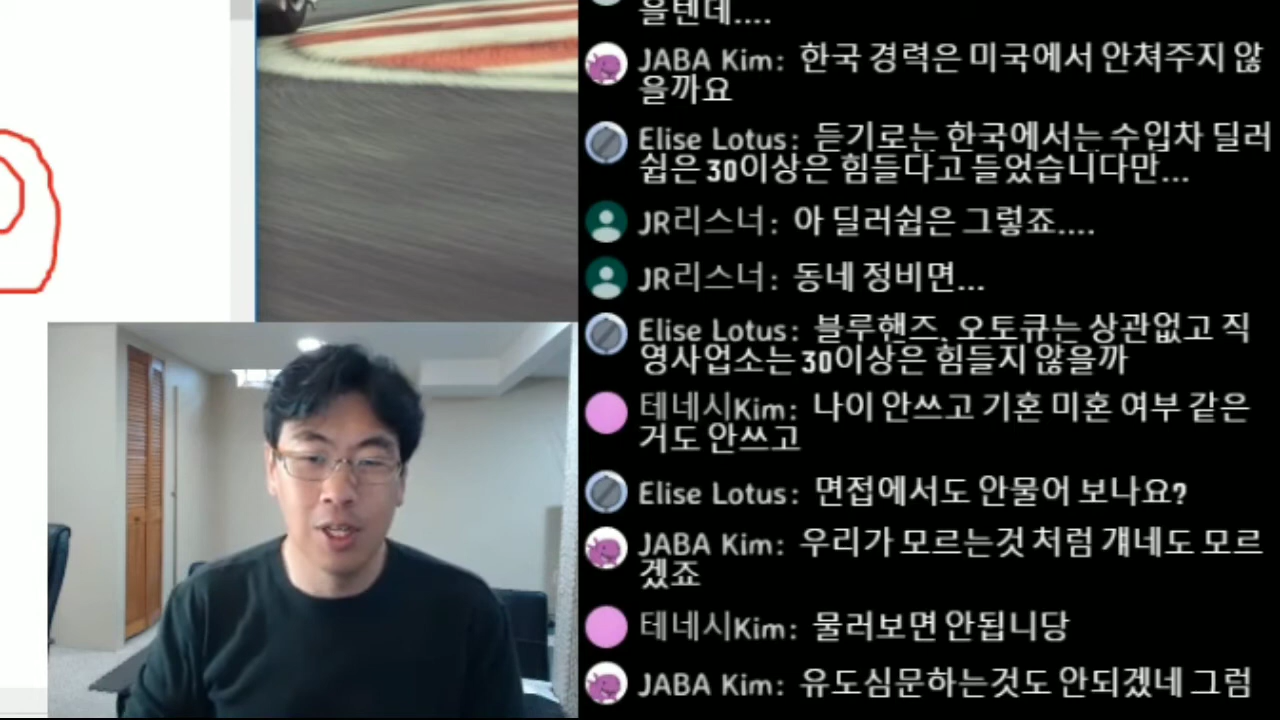 을텐데....
JABA Kim: 한국 경력은 미국에서 안쳐주지 않
을까요
Elise Lotus: 듣기로는 한국에서는 수입차 딜러
쉽은 30이상은 힘들다고 들었습니다만...
JR리스너: 아 딜러쉽은 그렇죠....
JR리스너: 동네 정비면...
Elise Lotus: 블루핸즈, 오토큐는 상관없고 직
영사업소는 30이상은 힘들지 않을까
테네시Kim: 나이 안쓰고 기혼 미혼 여부 같은
거도 안쓰고
Elise Lotus: 면접에서도 안물어 보나요?
JABA Kim: 우리가 모르는것 처럼 걔네도 모르
겠죠
테네시Kim: 물러보면 안됩니당
JABA Kim: 유도심문하는것도 안되겠네 그럼